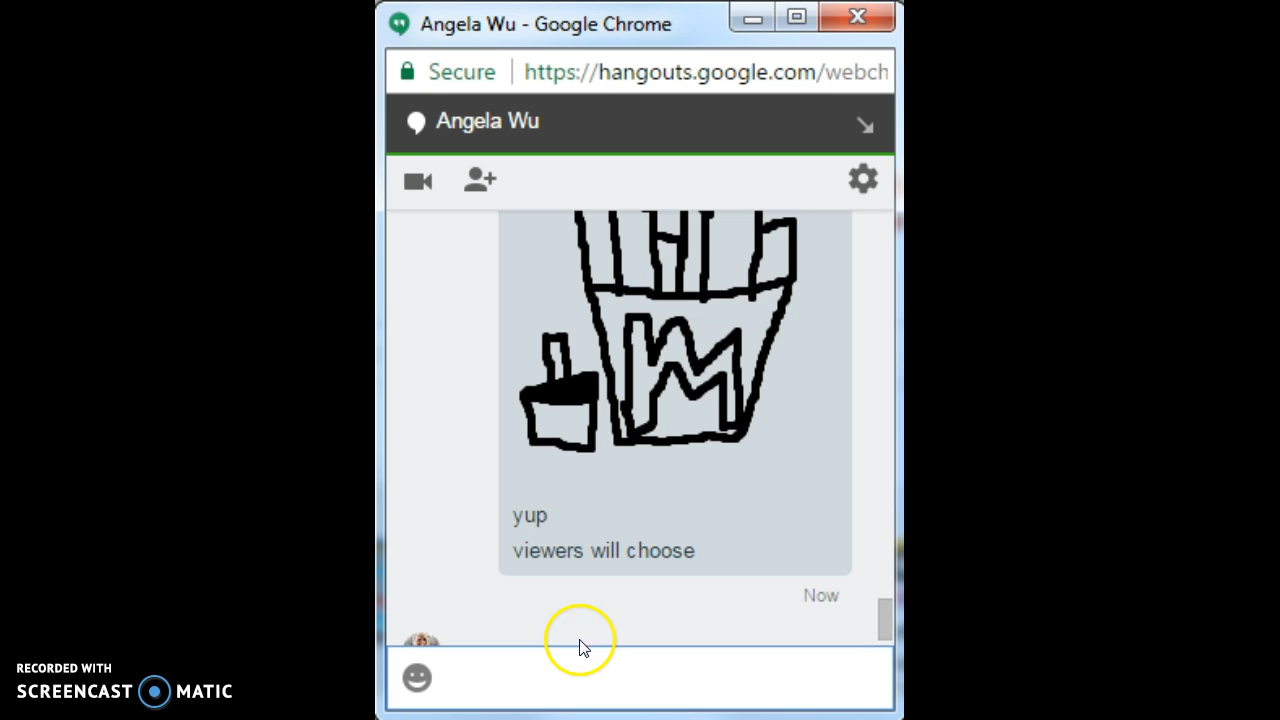 Angela Wu - Google Chrome
Secure https://hangouts.google.com/webch
Angela Wu
M
yup
viewers will choose
Now
RECORDED WITH
SCREENCAST MATIC